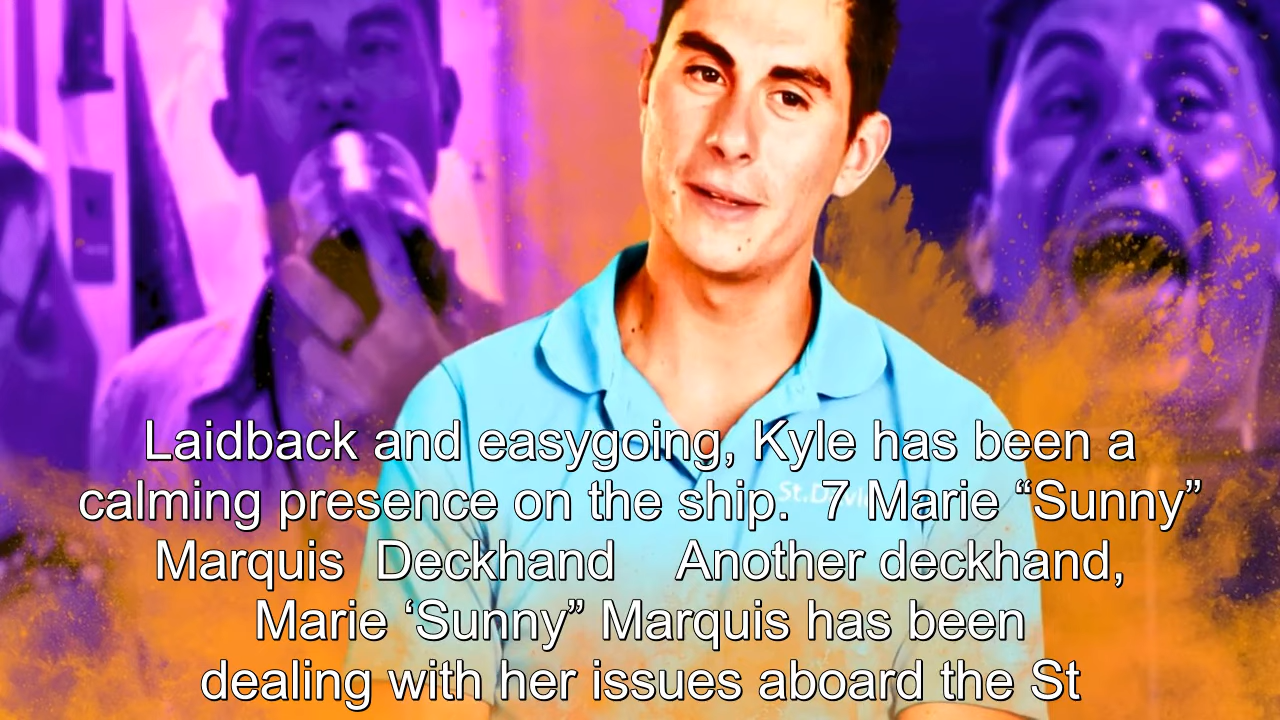 Laidback and easygoing, Kyle has been a
calming presence on the ship.  7 Marie “Sunny”
Marquis  Deckhand    Another deckhand,
Marie ‘Sunny” Marquis has been
dealing with her issues aboard the St